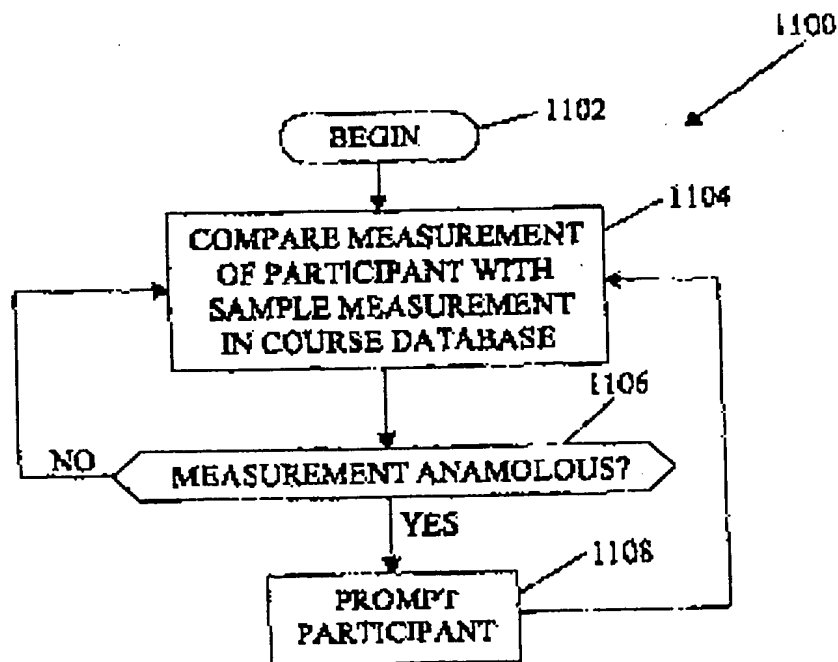 1100
1102
BEGIN
1104
COMPARE MEASUREMENT
OF PARTICIPANT WITH
SAMPLE MEASUREMENT
IN COURSE DATABASE
1106
NO
MEASUREMENT ANAMOLOUS?
YES
1108
PROMPT
PARTICIPANT